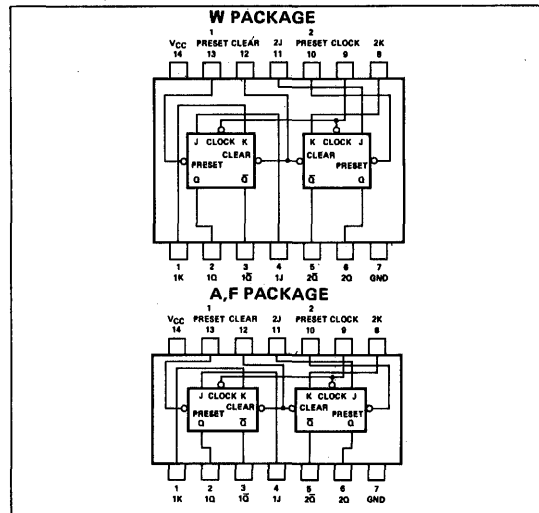 W PACKAGE
1 2
VCC PRESET CLEAR 2J PRESET CLOCK 2K
14 13 12 11 10 9 8
J CLOCK K K CLOCK J
CLEAR CLEAR
PRESET PRESET
Q Q̅ Q̅ Q
1 2 3 4 5 6 7
1K 1Q 1Q̅ 1J 2Q̅ 2Q GND
A,F PACKAGE
1 2
VCC PRESET CLEAR 2J PRESET CLOCK 2K
14 13 12 11 10 9 8
J CLOCK K K CLOCK J
CLEAR CLEAR
PRESET PRESET
Q Q̅ Q̅ Q
1 2 3 4 5 6 7
1K 1Q 1Q̅ 1J 2Q̅ 2Q GND